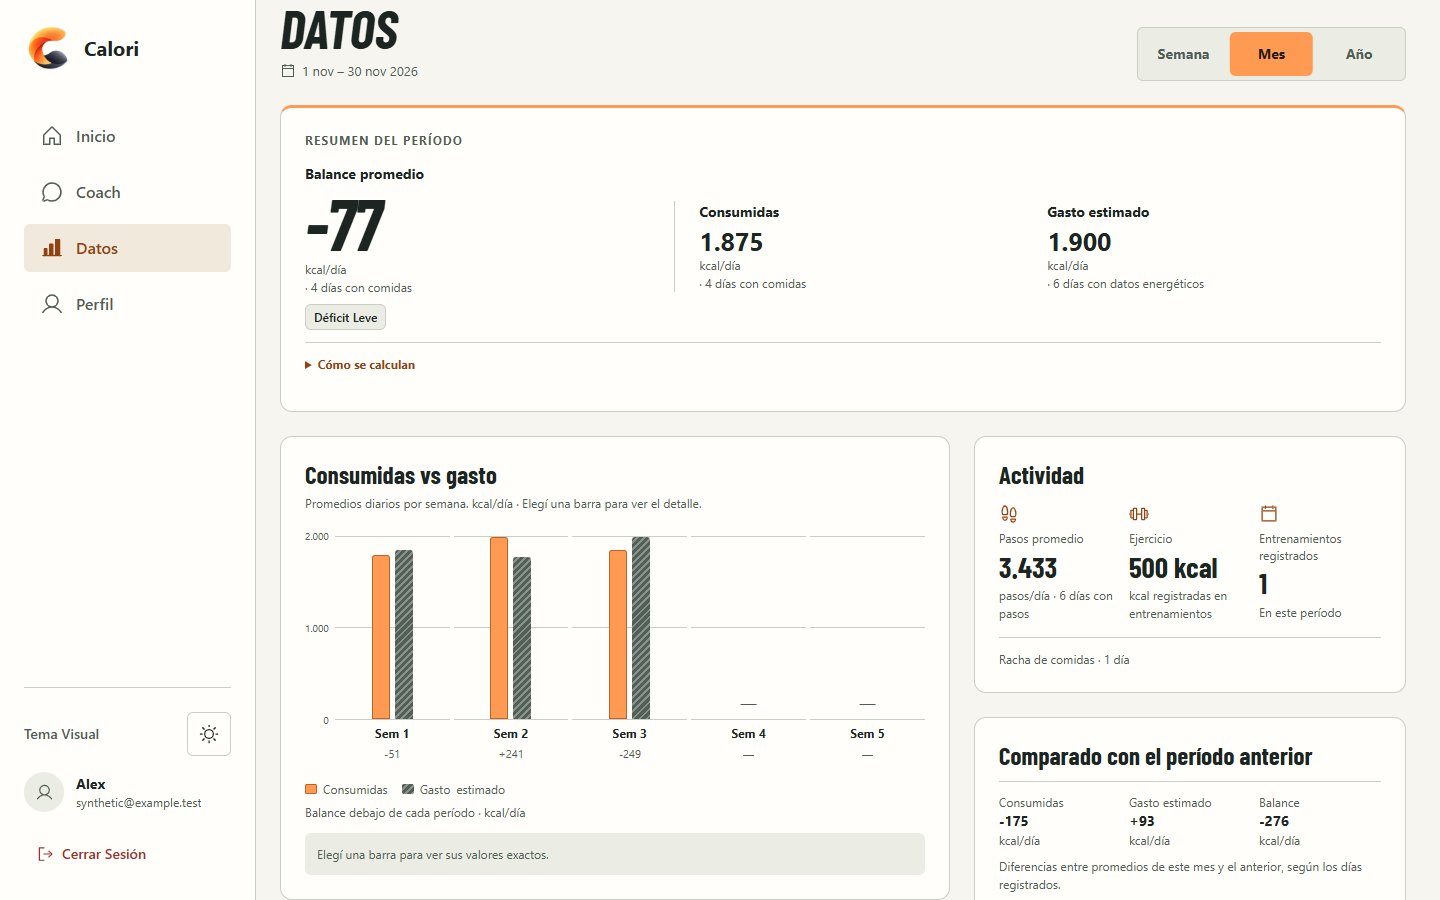 Calori
Inicio
Coach
Datos
Perfil
Tema Visual
Alex
synthetic@example.test
Cerrar Sesión
DATOS
1 nov – 30 nov 2026
Semana
Mes
Año
RESUMEN DEL PERÍODO
Balance promedio
-77
kcal/día
· 4 días con comidas
Déficit Leve
Consumidas
1.875
kcal/día
· 4 días con comidas
Gasto estimado
1.900
kcal/día
· 6 días con datos energéticos
Cómo se calculan
Consumidas vs gasto
Promedios diarios por semana. kcal/día · Elegí una barra para ver el detalle.
2.000
1.000
0
Sem 1
Sem 2
Sem 3
Sem 4
Sem 5
-51
+241
-249
—
—
Consumidas
Gasto estimado
Balance debajo de cada período · kcal/día
Elegí una barra para ver sus valores exactos.
Actividad
Pasos promedio
3.433
pasos/día · 6 días con
pasos
Ejercicio
500 kcal
kcal registradas en
entrenamientos
Entrenamientos
registrados
1
En este período
Racha de comidas · 1 día
Comparado con el período anterior
Consumidas
-175
kcal/día
Gasto estimado
+93
kcal/día
Balance
-276
kcal/día
Diferencias entre promedios de este mes y el anterior, según los días
registrados.